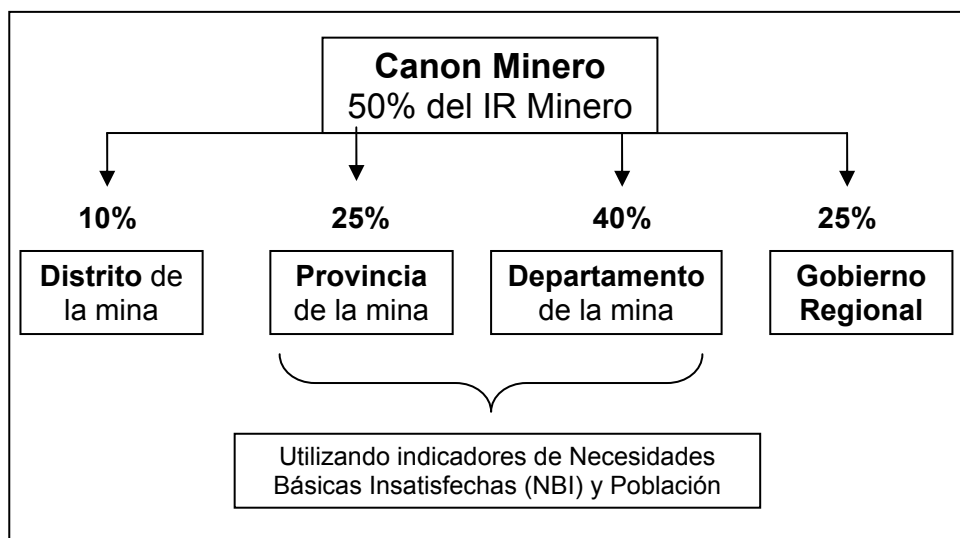 Canon Minero
50% del IR Minero
10%
25%
40%
25%
Distrito de
la mina
Provincia
de la mina
Departamento
de la mina
Gobierno
Regional
Utilizando indicadores de Necesidades
Básicas Insatisfechas (NBI) y Población